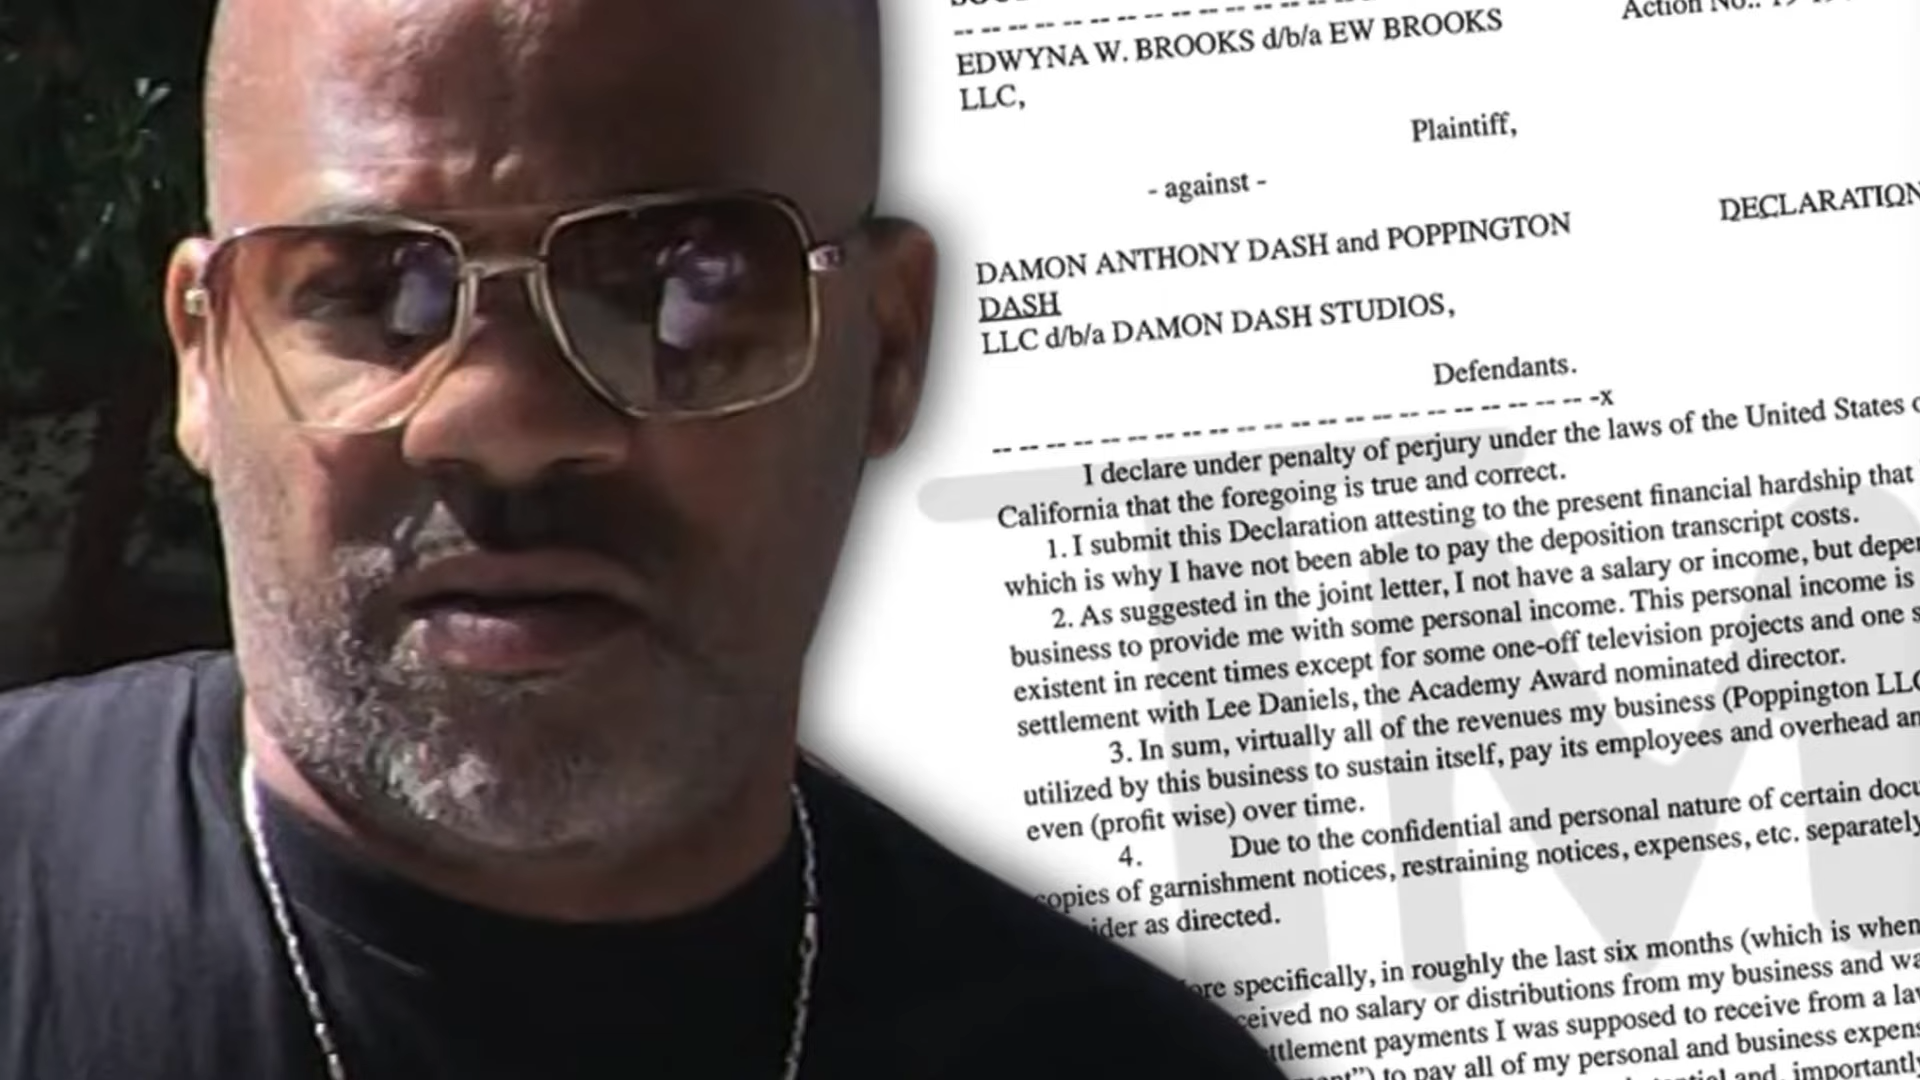 Action No.:
EDWYNA W. BROOKS d/b/a EW BROOKS
LLC,
Plaintiff,
- against -
DECLARATION
DAMON ANTHONY DASH and POPPINGTON
DASH
LLC d/b/a DAMON DASH STUDIOS,
Defendants.
-- -- -- -- -- -- -- -- -- -- -- -- -- -- -- -- -- -- -- -- -- -- -- -x
I declare under penalty of perjury under the laws of the United States
California that the foregoing is true and correct.
1. I submit this Declaration attesting to the present financial hardship that
which is why I have not been able to pay the deposition transcript costs.
2. As suggested in the joint letter, I not have a salary or income, but
business to provide me with some personal income. This personal income is
existent in recent times except for some one-off television projects and one
settlement with Lee Daniels, the Academy Award nominated director.
3. In sum, virtually all of the revenues my business (Poppington LLC
utilized by this business to sustain itself, pay its employees and overhead
even (profit wise) over time.
4. Due to the confidential and personal nature of certain
copies of garnishment notices, restraining notices, expenses, etc. separately
as directed.
specifically, in roughly the last six months (which is when
no salary or distributions from my business and
payments I was supposed to receive from a
to pay all of my personal and business
and, importantly